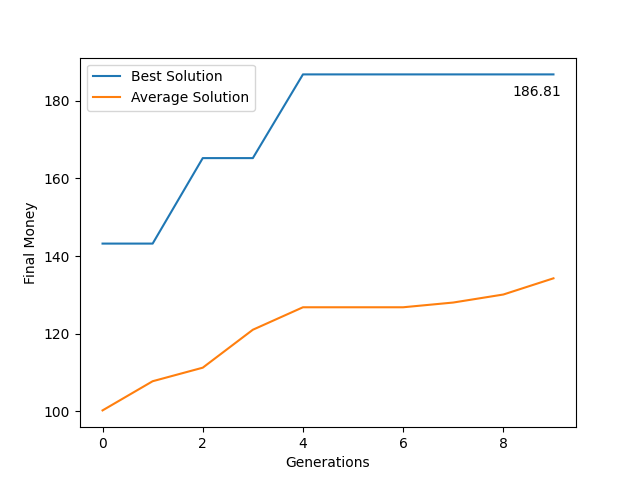 Best Solution
Average Solution
186.81
180
160
140
120
100
Final Money
0 2 4 6 8
Generations